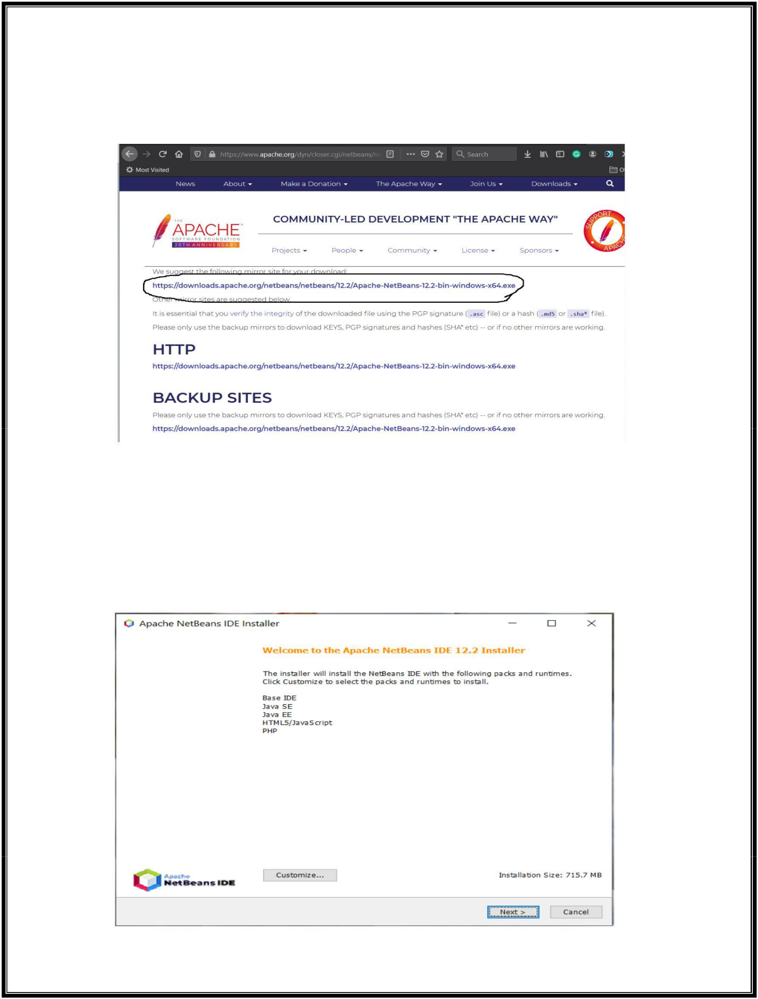 https://www.apache.org/dyn/closer.cgi/netbeans/ne
Search
Most Visited
News About Make a Donation The Apache Way Join Us Downloads
THE
APACHE
SOFTWARE FOUNDATION
20TH ANNIVERSARY
COMMUNITY-LED DEVELOPMENT "THE APACHE WAY"
SUPPORT
APACHE
Projects People Community License Sponsors
We suggest the following mirror site for your download:
https://downloads.apache.org/netbeans/netbeans/12.2/Apache-NetBeans-12.2-bin-windows-x64.exe
Other mirror sites are suggested below.
It is essential that you verify the integrity of the downloaded file using the PGP signature ( .asc file) or a hash ( .md5 or .sha* file).
Please only use the backup mirrors to download KEYS, PGP signatures and hashes (SHA* etc) -- or if no other mirrors are working.
HTTP
https://downloads.apache.org/netbeans/netbeans/12.2/Apache-NetBeans-12.2-bin-windows-x64.exe
BACKUP SITES
Please only use the backup mirrors to download KEYS, PGP signatures and hashes (SHA* etc) -- or if no other mirrors are working.
https://downloads.apache.org/netbeans/netbeans/12.2/Apache-NetBeans-12.2-bin-windows-x64.exe
Apache NetBeans IDE Installer
Welcome to the Apache NetBeans IDE 12.2 Installer
The installer will install the NetBeans IDE with the following packs and runtimes.
Click Customize to select the packs and runtimes to install.
Base IDE
Java SE
Java EE
HTML5/JavaScript
PHP
Apache
NetBeans IDE
Customize...
Installation Size: 715.7 MB
Next >
Cancel